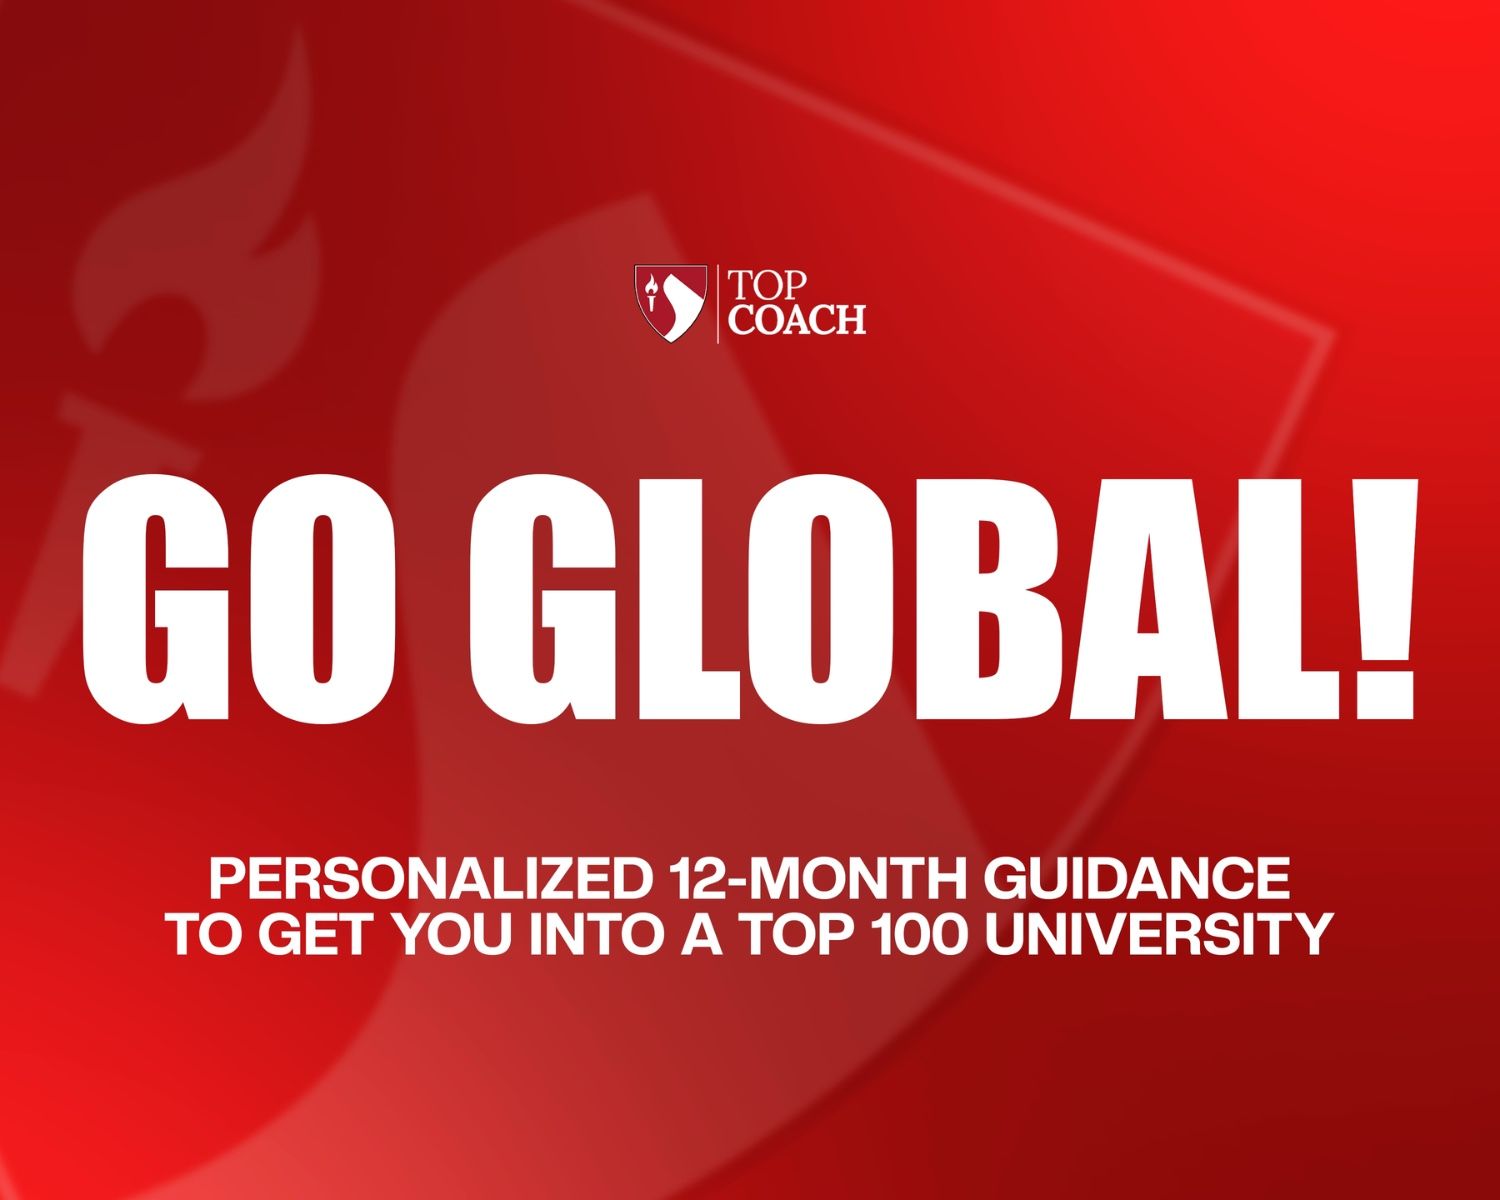 TOP
COACH
GO GLOBAL!
PERSONALIZED 12-MONTH GUIDANCE
TO GET YOU INTO A TOP 100 UNIVERSITY